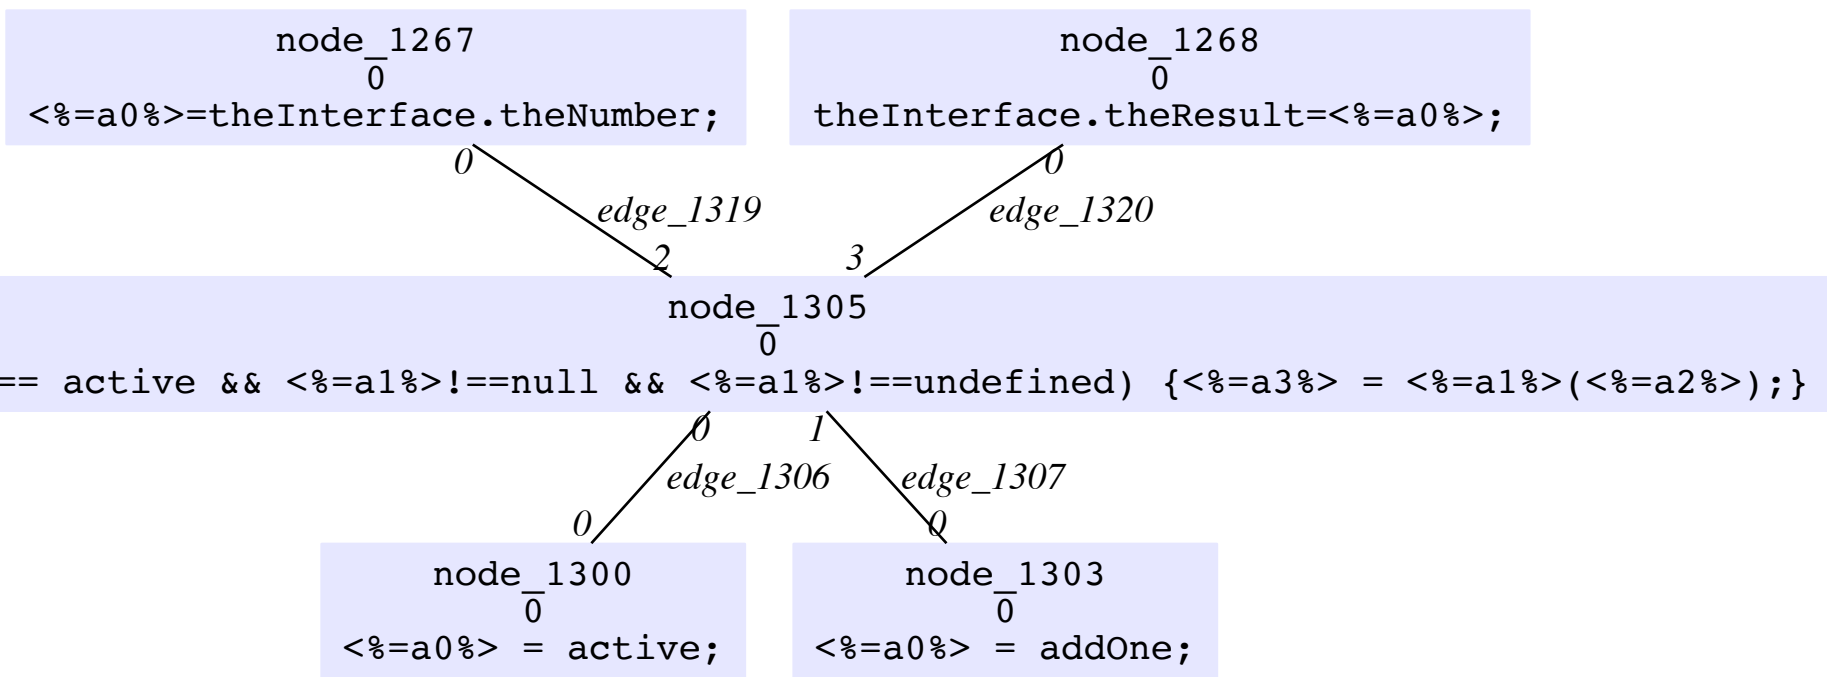 node_1267
0
<%=a0%>=theInterface.theNumber;
node_1268
0
theInterface.theResult=<%=a0%>;
0
0
edge_1319
edge_1320
2
3
node_1305
0
== active && <%=a1%>!==null && <%=a1%>!==undefined) {<%=a3%> = <%=a1%>(<%=a2%>);}
0
1
edge_1306
edge_1307
0
0
node_1300
0
<%=a0%> = active;
node_1303
0
<%=a0%> = addOne;